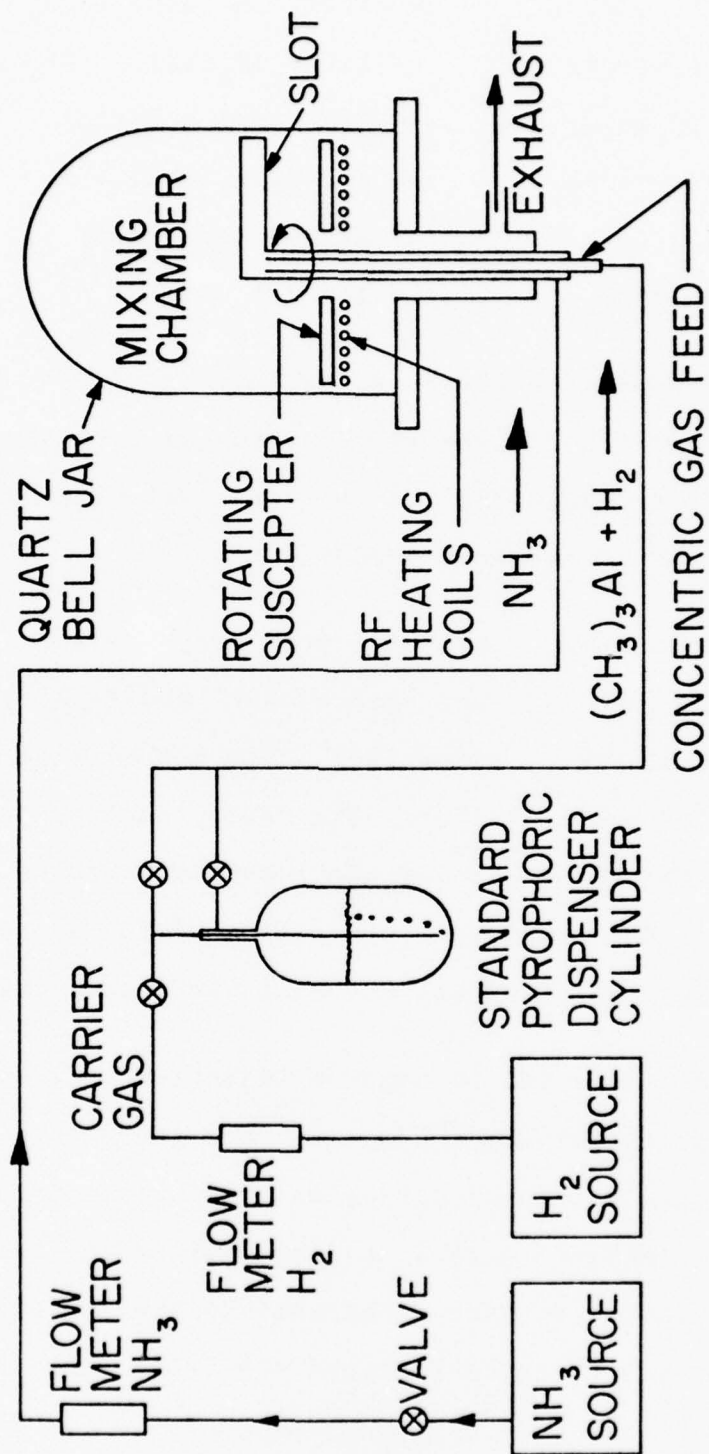 FLOW
METER
NH3
VALVE
NH3
SOURCE
FLOW
METER
H2
H2
SOURCE
CARRIER
GAS
STANDARD
PYROPHORIC
DISPENSER
CYLINDER
QUARTZ
BELL JAR
MIXING
CHAMBER
ROTATING
SUSCEPTER
RF
HEATING
COILS
SLOT
NH3
EXHAUST
(CH3)3 Al + H2
CONCENTRIC GAS FEED